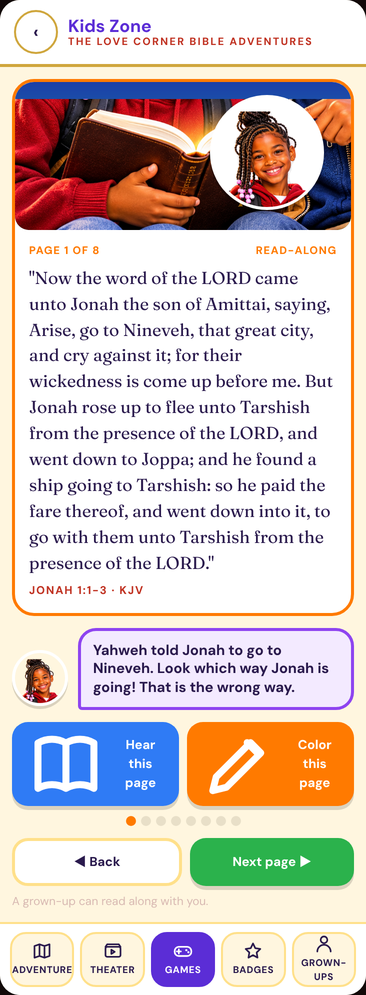 Kids Zone
THE LOVE CORNER BIBLE ADVENTURES
PAGE 1 OF 8
READ-ALONG
"Now the word of the LORD came
unto Jonah the son of Amittai, saying,
Arise, go to Nineveh, that great city,
and cry against it; for their
wickedness is come up before me. But
Jonah rose up to flee unto Tarshish
from the presence of the LORD, and
went down to Joppa; and he found a
ship going to Tarshish: so he paid the
fare thereof, and went down into it, to
go with them unto Tarshish from the
presence of the LORD."
JONAH 1:1-3 · KJV
Yahweh told Jonah to go to
Nineveh. Look which way Jonah is
going! That is the wrong way.
Hear
this
page
Color
this
page
◀ Back
Next page ▶
A grown-up can read along with you.
ADVENTURE
THEATER
GAMES
BADGES
GROWN-
UPS